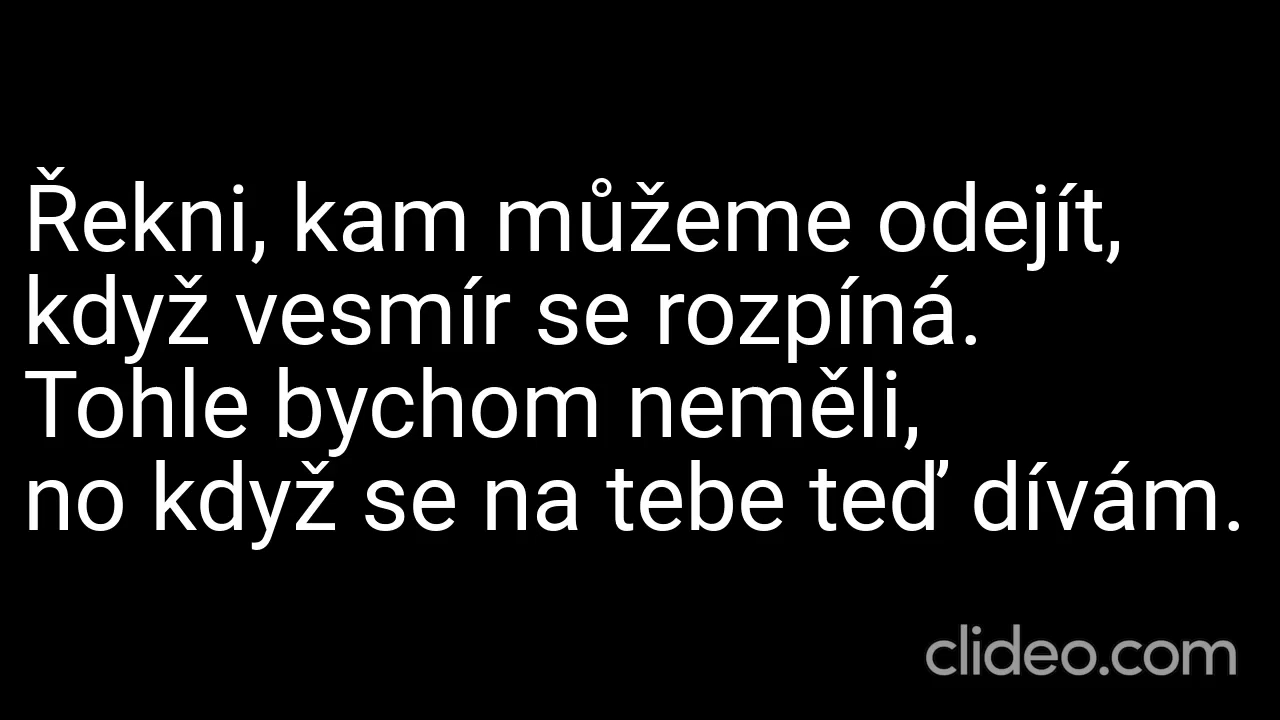 Řekni, kam můžeme odejít,
když vesmír se rozpíná.
Tohle bychom neměli,
no když se na tebe teď dívám.
clideo.com